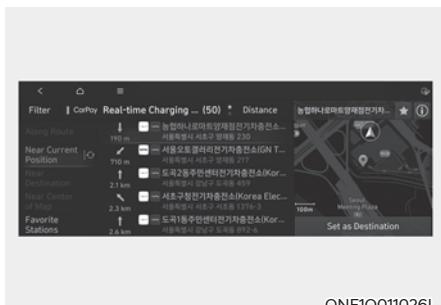 Filter CarPay Real-time Charging ... (50) Distance 농협하나로마트양재점전기차...
Along Route
190 m 농협하나로마트양재점전기차충전소...
서울특별시 서초구 양재동 230
Near Current Position
710 m 서울오토갤러리전기차충전소(GN T...
서울특별시 서초구 양재동 217
Near Destination
2.1 km 도곡2동주민센터전기차충전소(Kor...
서울특별시 강남구 도곡동 459
Near Center of Map
2.3 km 서초구청전기차충전소(Korea Elec...
서울특별시 서초구 서초동 1376-3
Favorite Stations
2.6 km 도곡1동주민센터전기차충전소(Kor...
서울특별시 강남구 도곡동 892-6
100m
Seoul
Meeting Plaza
Set as Destination
ONE1Q011026L